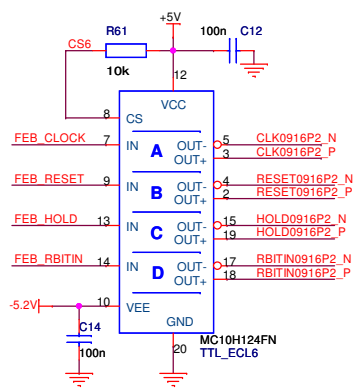 +5V
R61
100n
C12
CS6
10k
12
VCC
8
CS
FEB_CLOCK
7
IN
A
OUT-
5
CLK0916P2_N
OUT+
3
CLK0916P2_P
FEB_RESET
9
IN
B
OUT-
4
RESET0916P2_N
OUT+
2
RESET0916P2_P
FEB_HOLD
13
IN
C
OUT-
15
HOLD0916P2_N
OUT+
19
HOLD0916P2_P
FEB_RBITIN
14
IN
D
OUT-
17
RBITIN0916P2_N
OUT+
18
RBITIN0916P2_P
-5.2V
10
VEE
C14
GND
100n
20
MC10H124FN
TTL_ECL6